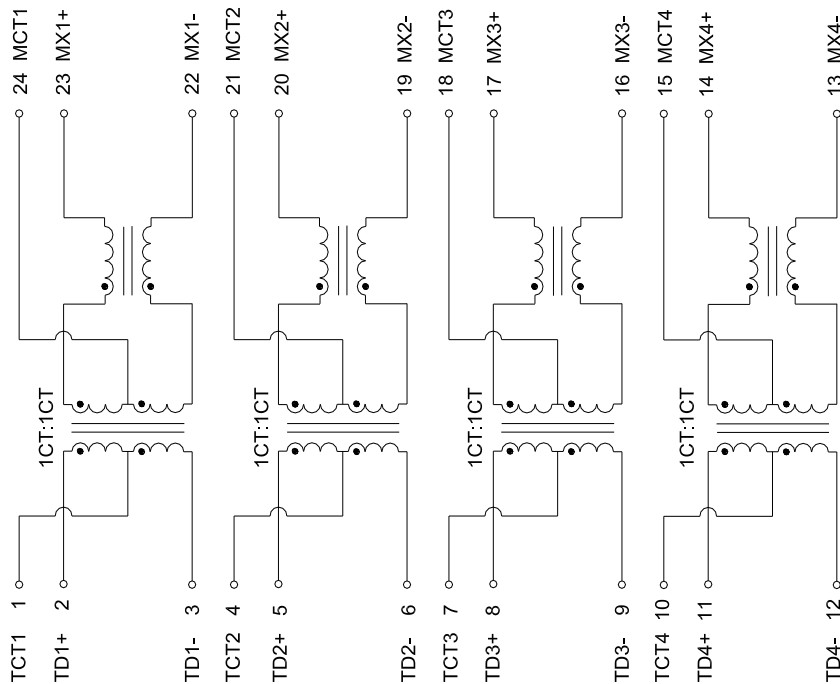 24 MCT1
23 MX1+
22 MX1-
21 MCT2
20 MX2+
19 MX2-
18 MCT3
17 MX3+
16 MX3-
15 MCT4
14 MX4+
13 MX4-
1CT:1CT
1CT:1CT
1CT:1CT
1CT:1CT
TCT1 1
TD1+ 2
TD1- 3
TCT2 4
TD2+ 5
TD2- 6
TCT3 7
TD3+ 8
TD3- 9
TCT4 10
TD4+ 11
TD4- 12